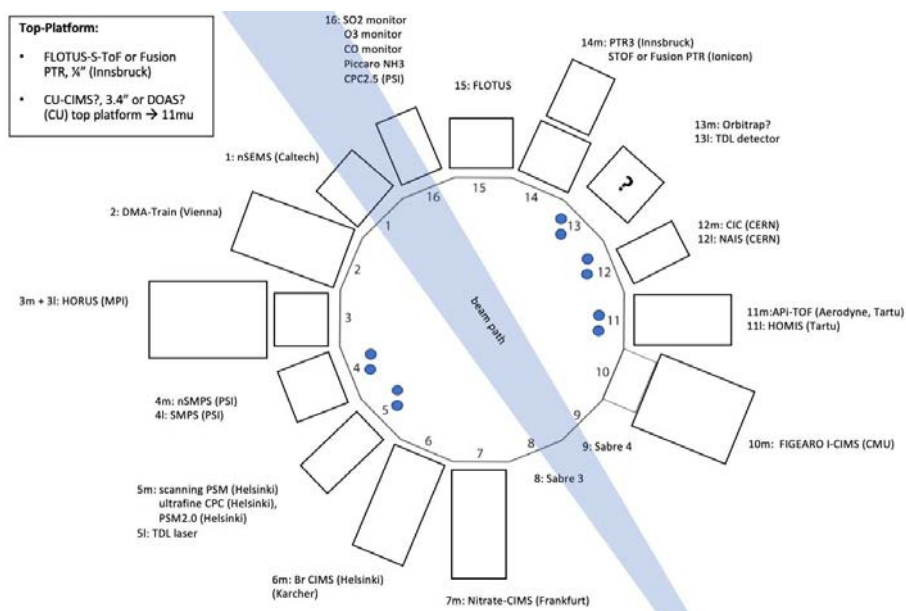 Top-Platform:
• FLOTUS-S-ToF or Fusion
PTR, ¼” (Innsbruck)
• CU-CIMS?, 3.4” or DOAS?
(CU) top platform → 11mu
16: SO2 monitor
O3 monitor
CO monitor
Piccaro NH3
CPC2.5 (PSI)
15: FLOTUS
14m: PTR3 (Innsbruck)
STOF or Fusion PTR (Ionicon)
13m: Orbitrap?
13l: TDL detector
?
1: nSEMS (Caltech)
2: DMA-Train (Vienna)
12m: CIC (CERN)
12l: NAIS (CERN)
3m + 3l: HORUS (MPI)
11m:APi-TOF (Aerodyne, Tartu)
11l: HOMIS (Tartu)
4m: nSMPS (PSI)
4l: SMPS (PSI)
10m: FIGEARO I-CIMS (CMU)
9: Sabre 4
8: Sabre 3
5m: scanning PSM (Helsinki)
ultrafine CPC (Helsinki),
PSM2.0 (Helsinki)
5l: TDL laser
6m: Br CIMS (Helsinki)
(Karcher)
7m: Nitrate-CIMS (Frankfurt)
beam path
1
2
3
4
5
6
7
8
9
10
11
12
13
14
15
16